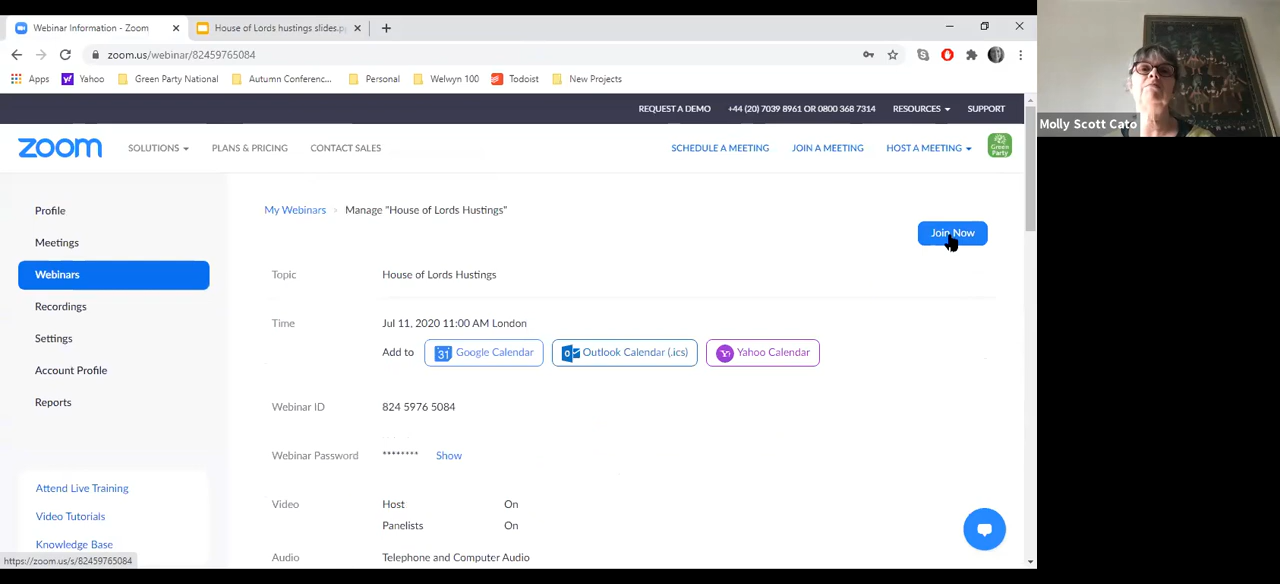 Webinar Information - Zoom
House of Lords hustings slides.p
zoom.us/webinar/82459765084
Apps
Yahoo
Green Party National
Autumn Conferenc...
Personal
Welwyn 100
Todoist
New Projects
REQUEST A DEMO
+44 (20) 7039 8961 OR 0800 368 7314
RESOURCES
SUPPORT
zoom
SOLUTIONS
PLANS & PRICING
CONTACT SALES
SCHEDULE A MEETING
JOIN A MEETING
HOST A MEETING
Green Party
Molly Scott Cato
Profile
Meetings
Webinars
Recordings
Settings
Account Profile
Reports
Attend Live Training
Video Tutorials
Knowledge Base
My Webinars > Manage "House of Lords Hustings"
Join Now
Topic House of Lords Hustings
Time Jul 11, 2020 11:00 AM London
Add to 31 Google Calendar Outlook Calendar (.ics) Yahoo Calendar
Webinar ID 824 5976 5084
Webinar Password ******** Show
Video Host On
Panelists On
Audio Telephone and Computer Audio
https://zoom.us/s/82459765084